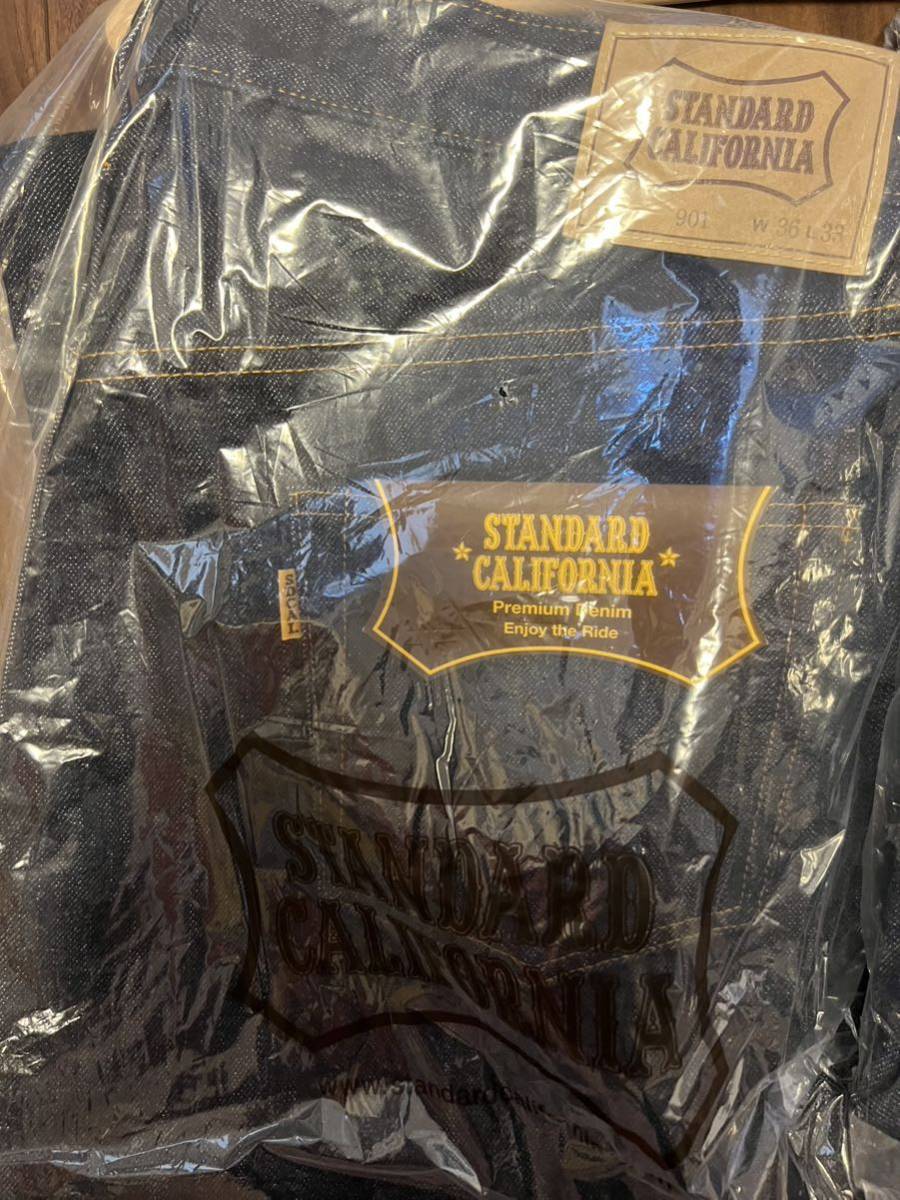 STANDARD
CALIFORNIA
901 W 36 L 33
STANDARD
CALIFORNIA
Premium Denim
Enjoy the Ride
SDCAL
STANDARD
CALIFORNIA